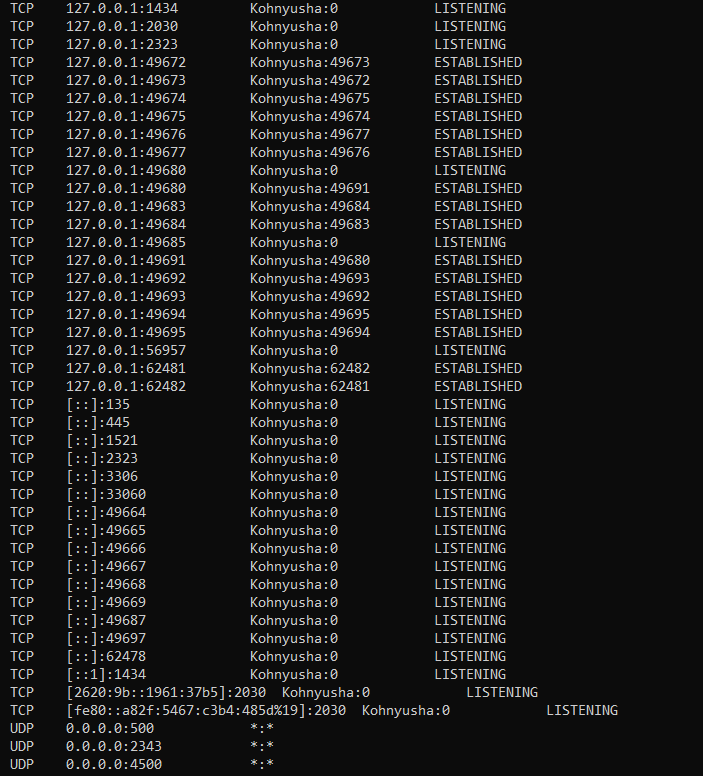 TCP    127.0.0.1:1434         Kohnyusha:0            LISTENING
TCP    127.0.0.1:2030         Kohnyusha:0            LISTENING
TCP    127.0.0.1:2323         Kohnyusha:0            LISTENING
TCP    127.0.0.1:49672        Kohnyusha:49673        ESTABLISHED
TCP    127.0.0.1:49673        Kohnyusha:49672        ESTABLISHED
TCP    127.0.0.1:49674        Kohnyusha:49675        ESTABLISHED
TCP    127.0.0.1:49675        Kohnyusha:49674        ESTABLISHED
TCP    127.0.0.1:49676        Kohnyusha:49677        ESTABLISHED
TCP    127.0.0.1:49677        Kohnyusha:49676        ESTABLISHED
TCP    127.0.0.1:49680        Kohnyusha:0            LISTENING
TCP    127.0.0.1:49680        Kohnyusha:49691        ESTABLISHED
TCP    127.0.0.1:49683        Kohnyusha:49684        ESTABLISHED
TCP    127.0.0.1:49684        Kohnyusha:49683        ESTABLISHED
TCP    127.0.0.1:49685        Kohnyusha:0            LISTENING
TCP    127.0.0.1:49691        Kohnyusha:49680        ESTABLISHED
TCP    127.0.0.1:49692        Kohnyusha:49693        ESTABLISHED
TCP    127.0.0.1:49693        Kohnyusha:49692        ESTABLISHED
TCP    127.0.0.1:49694        Kohnyusha:49695        ESTABLISHED
TCP    127.0.0.1:49695        Kohnyusha:49694        ESTABLISHED
TCP    127.0.0.1:56957        Kohnyusha:0            LISTENING
TCP    127.0.0.1:62481        Kohnyusha:62482        ESTABLISHED
TCP    127.0.0.1:62482        Kohnyusha:62481        ESTABLISHED
TCP    [::]:135               Kohnyusha:0            LISTENING
TCP    [::]:445               Kohnyusha:0            LISTENING
TCP    [::]:1521              Kohnyusha:0            LISTENING
TCP    [::]:2323              Kohnyusha:0            LISTENING
TCP    [::]:3306              Kohnyusha:0            LISTENING
TCP    [::]:33060             Kohnyusha:0            LISTENING
TCP    [::]:49664             Kohnyusha:0            LISTENING
TCP    [::]:49665             Kohnyusha:0            LISTENING
TCP    [::]:49666             Kohnyusha:0            LISTENING
TCP    [::]:49667             Kohnyusha:0            LISTENING
TCP    [::]:49668             Kohnyusha:0            LISTENING
TCP    [::]:49669             Kohnyusha:0            LISTENING
TCP    [::]:49687             Kohnyusha:0            LISTENING
TCP    [::]:49697             Kohnyusha:0            LISTENING
TCP    [::]:62478             Kohnyusha:0            LISTENING
TCP    [::1]:1434             Kohnyusha:0            LISTENING
TCP    [2620:9b::1961:37b5]:2030  Kohnyusha:0            LISTENING
TCP    [fe80::a82f:5467:c3b4:485d%19]:2030  Kohnyusha:0            LISTENING
UDP    0.0.0.0:500            *:*
UDP    0.0.0.0:2343           *:*
UDP    0.0.0.0:4500           *:*